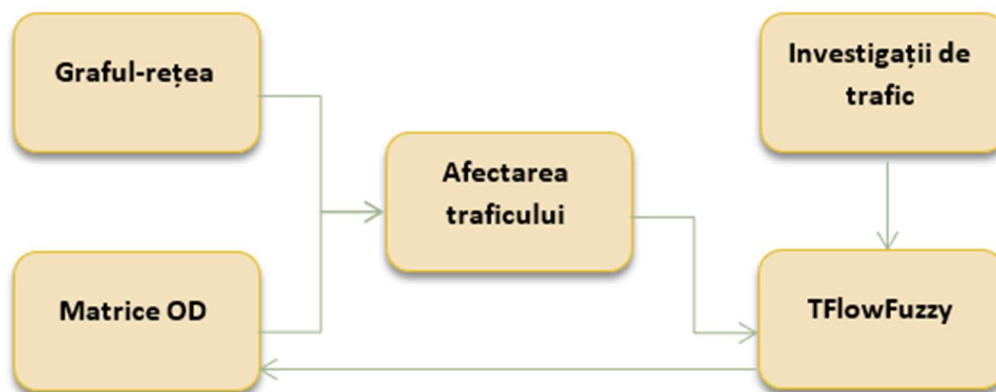 Graful-rețea
Investigații de
trafic
Afectarea
traficului
Matrice OD
TFlowFuzzy